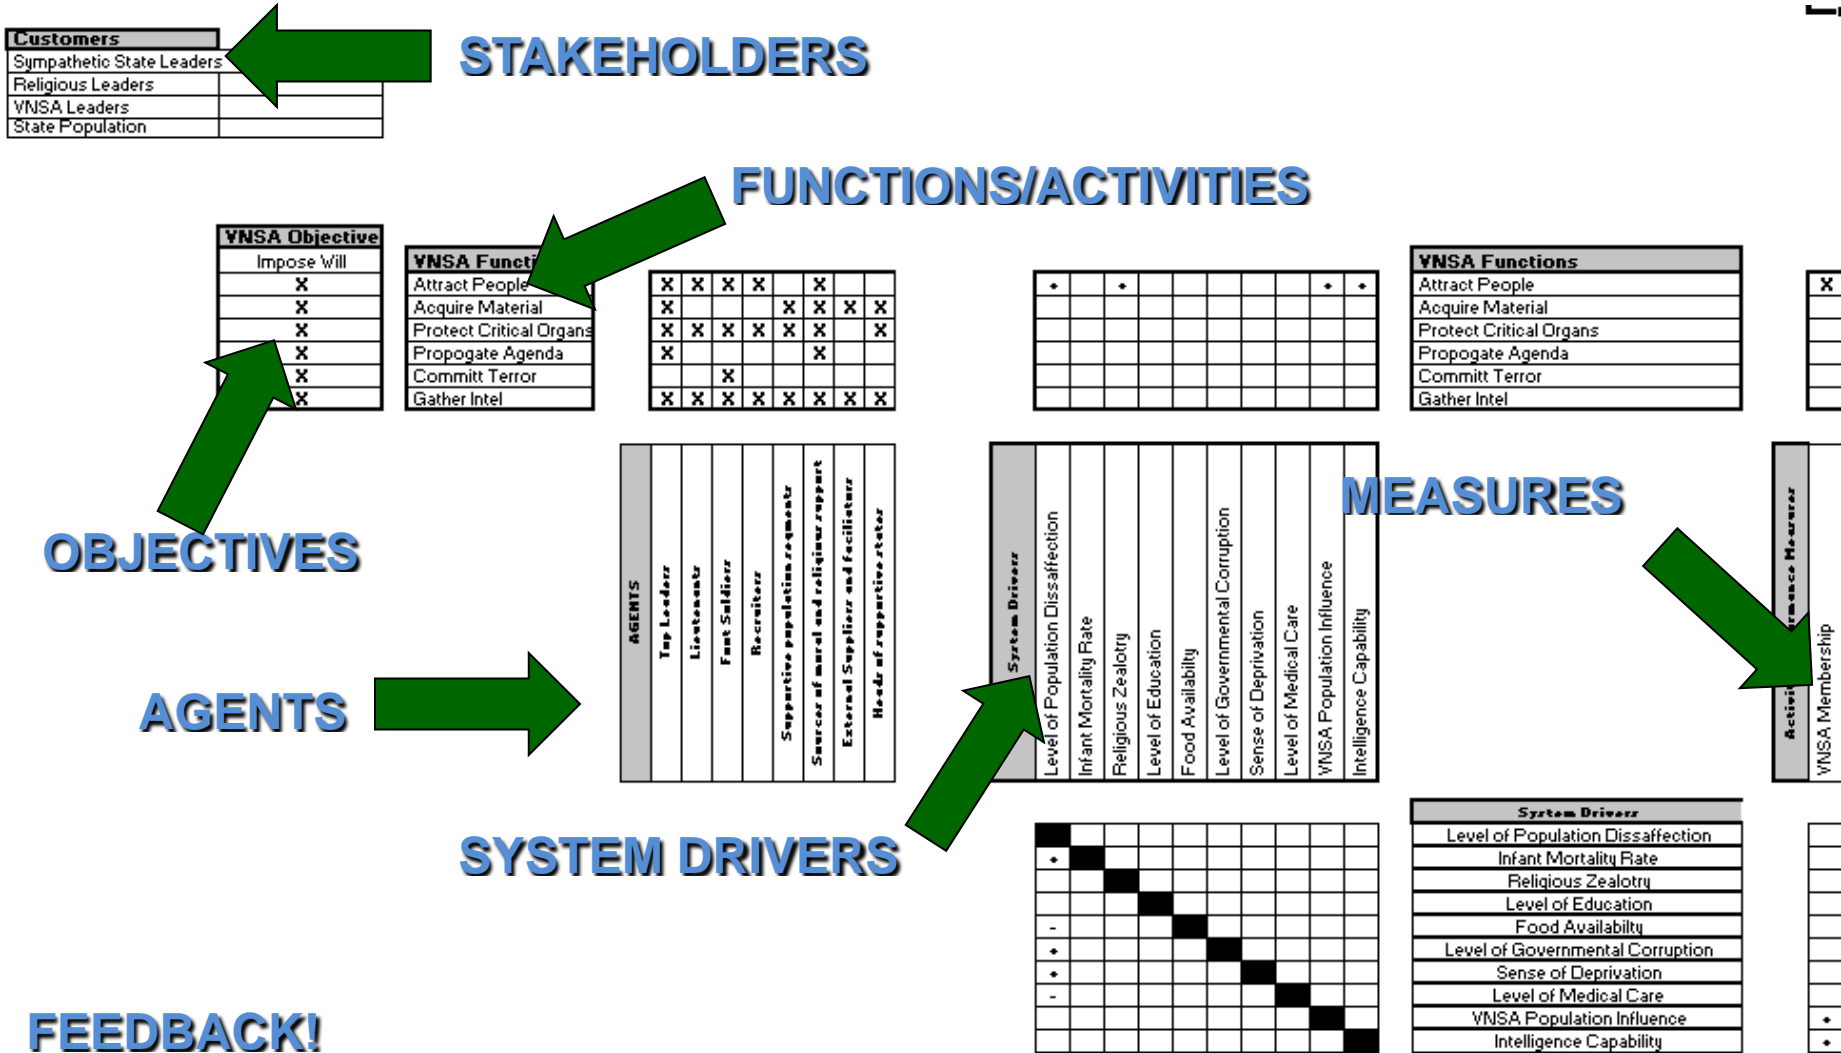 Customers
Sympathetic State Leaders
Religious Leaders
VNSA Leaders
State Population
STAKEHOLDERS
FUNCTIONS/ACTIVITIES
VNSA Objective
Impose Will
X
X
X
X
X
X
VNSA Functi
Attract People
Acquire Material
Protect Critical Organs
Propogate Agenda
Committ Terror
Gather Intel
X X X X X
X X X X X
X X X X X X X
X X
X
X X X X X X X X
• • • •
VNSA Functions
Attract People
Acquire Material
Protect Critical Organs
Propogate Agenda
Committ Terror
Gather Intel
X
OBJECTIVES
AGENTS
AGENTS
Top Leaders
Lieutenants
Foot Soldiers
Recruiters
Supportive population segments
Sources of moral and religious support
External Suppliers and facilitators
Heads of supportive states
SYSTEM DRIVERS
System Drivers
Level of Population Dissaffection
Infant Mortality Rate
Religious Zealotry
Level of Education
Food Availabilty
Level of Governmental Corruption
Sense of Deprivation
Level of Medical Care
VNSA Population Influence
Intelligence Capability
MEASURES
Measures
VNSA Membership
•
-
•
•
-
System Drivers
Level of Population Dissaffection
Infant Mortality Rate
Religious Zealotry
Level of Education
Food Availabilty
Level of Governmental Corruption
Sense of Deprivation
Level of Medical Care
VNSA Population Influence
Intelligence Capability
•
•
FEEDBACK!